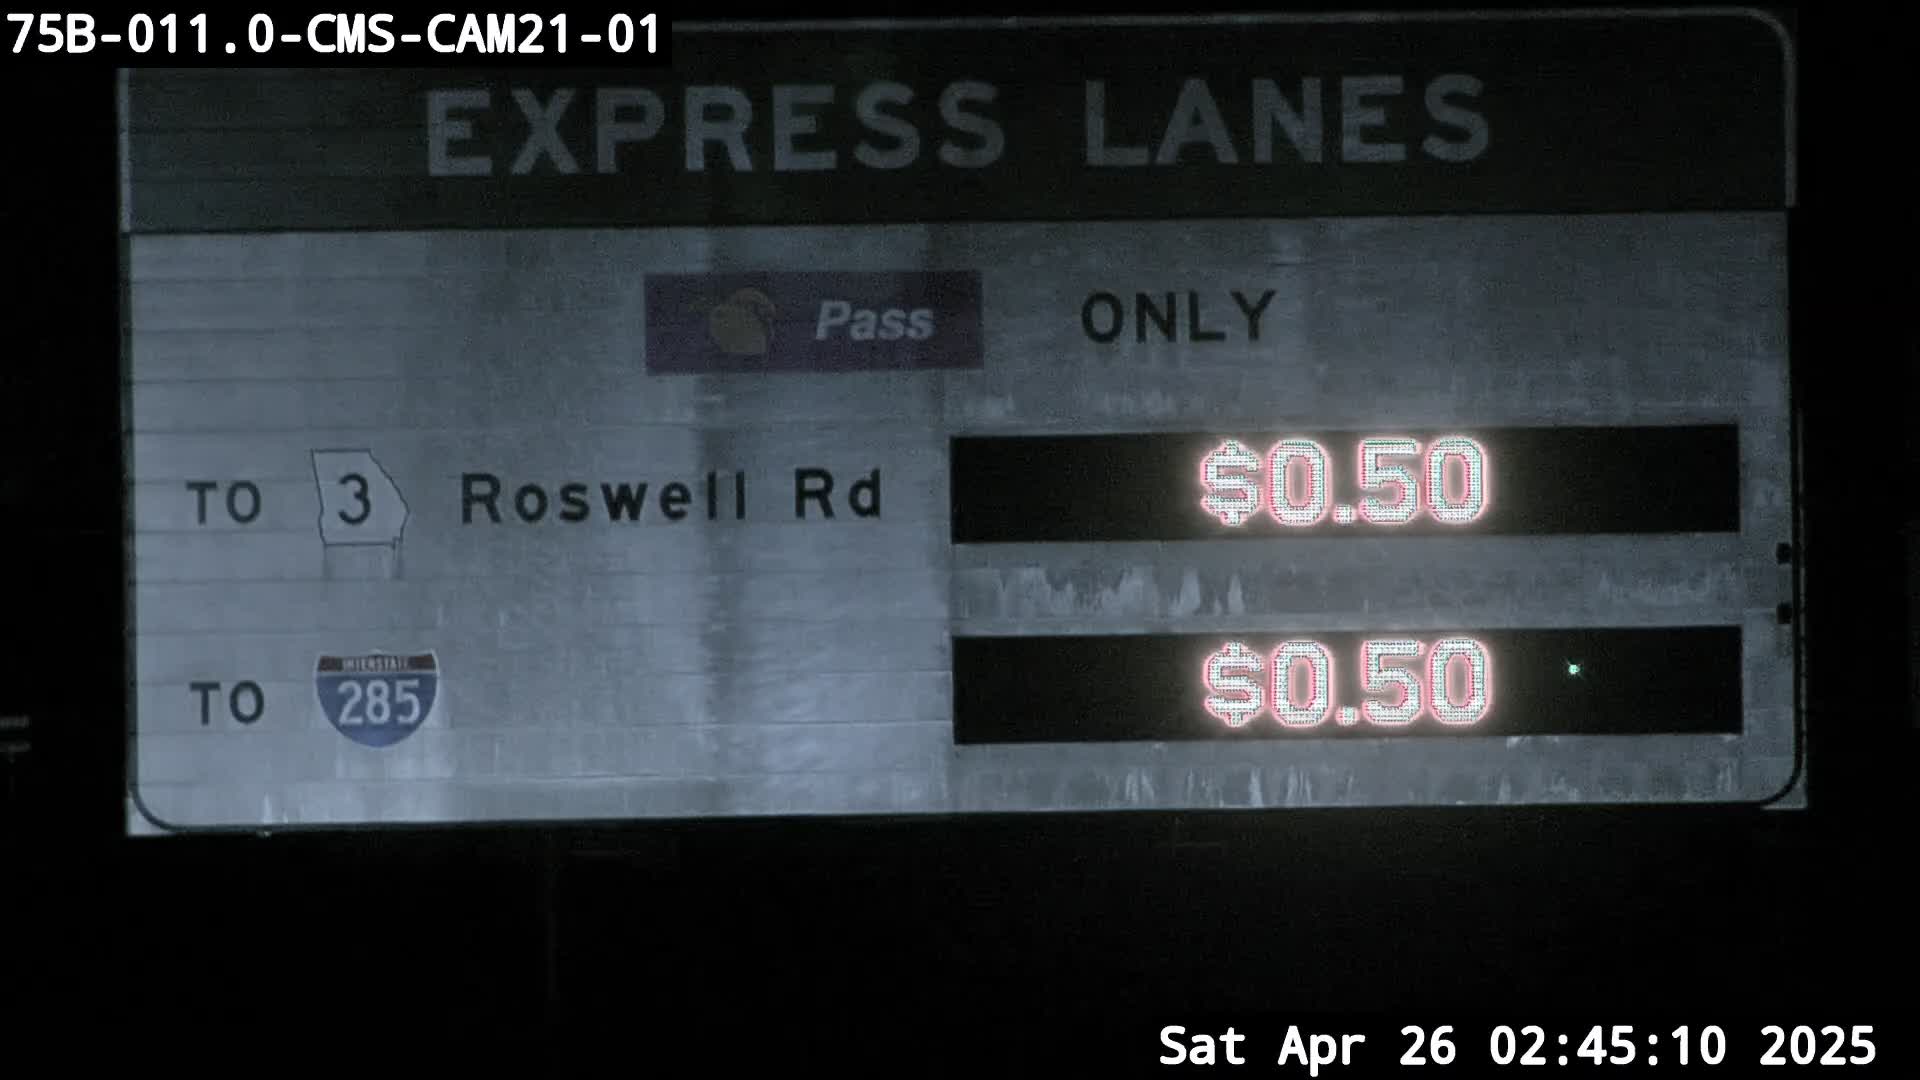 75B-011.0-CMS-CAM21-01
EXPRESS LANES
Pass ONLY
TO 3 Roswell Rd $0.50
TO INTERSTATE 285 $0.50
Sat Apr 26 02:45:10 2025